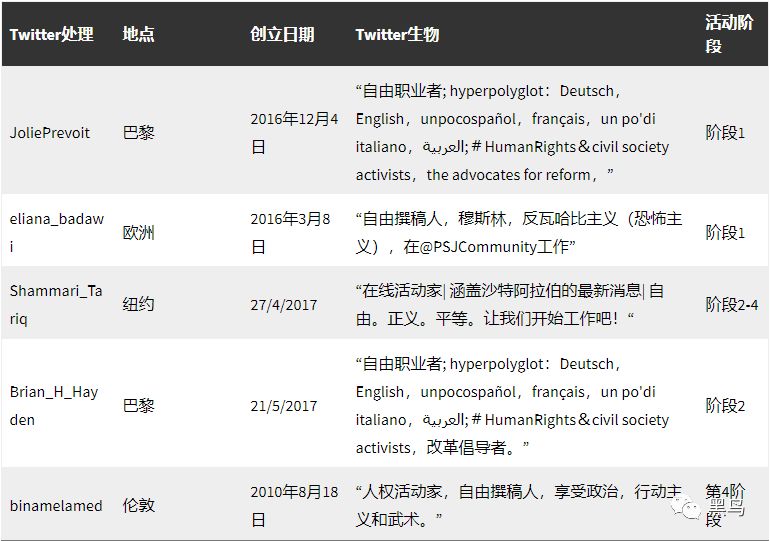 Twitter处理 地点 创立日期 Twitter生物 活动阶
段
JoliePrevoit 巴黎 2016年12月4
日 “自由职业者; hyperpolyglot：Deutsch，
English，unpocospañol，français，un po'di
italiano，العربية;＃HumanRights＆civil society
activists，the advocates for reform，” 阶段1
eliana_badaw
i 欧洲 2016年3月8
日 “自由撰稿人，穆斯林，反瓦哈比主义（恐怖主
义），在@PSJCommunity工作” 阶段1
Shammari_Ta
riq 纽约 27/4/2017 “在线活动家| 涵盖沙特阿拉伯的最新消息| 自
由。正义。平等。让我们开始工作吧！“ 阶段2-4
Brian_H_Hay
den 巴黎 21/5/2017 “自由职业者; hyperpolyglot：Deutsch，
English，unpocospañol，français，un po'di
italiano，العربية;＃HumanRights＆civil society
activists，改革倡导者。” 阶段2
binamelamed 伦敦 2010年8月18
日 “人权活动家，自由撰稿人，享受政治，行动主
义和武术。” 第4阶
段
黑鸟